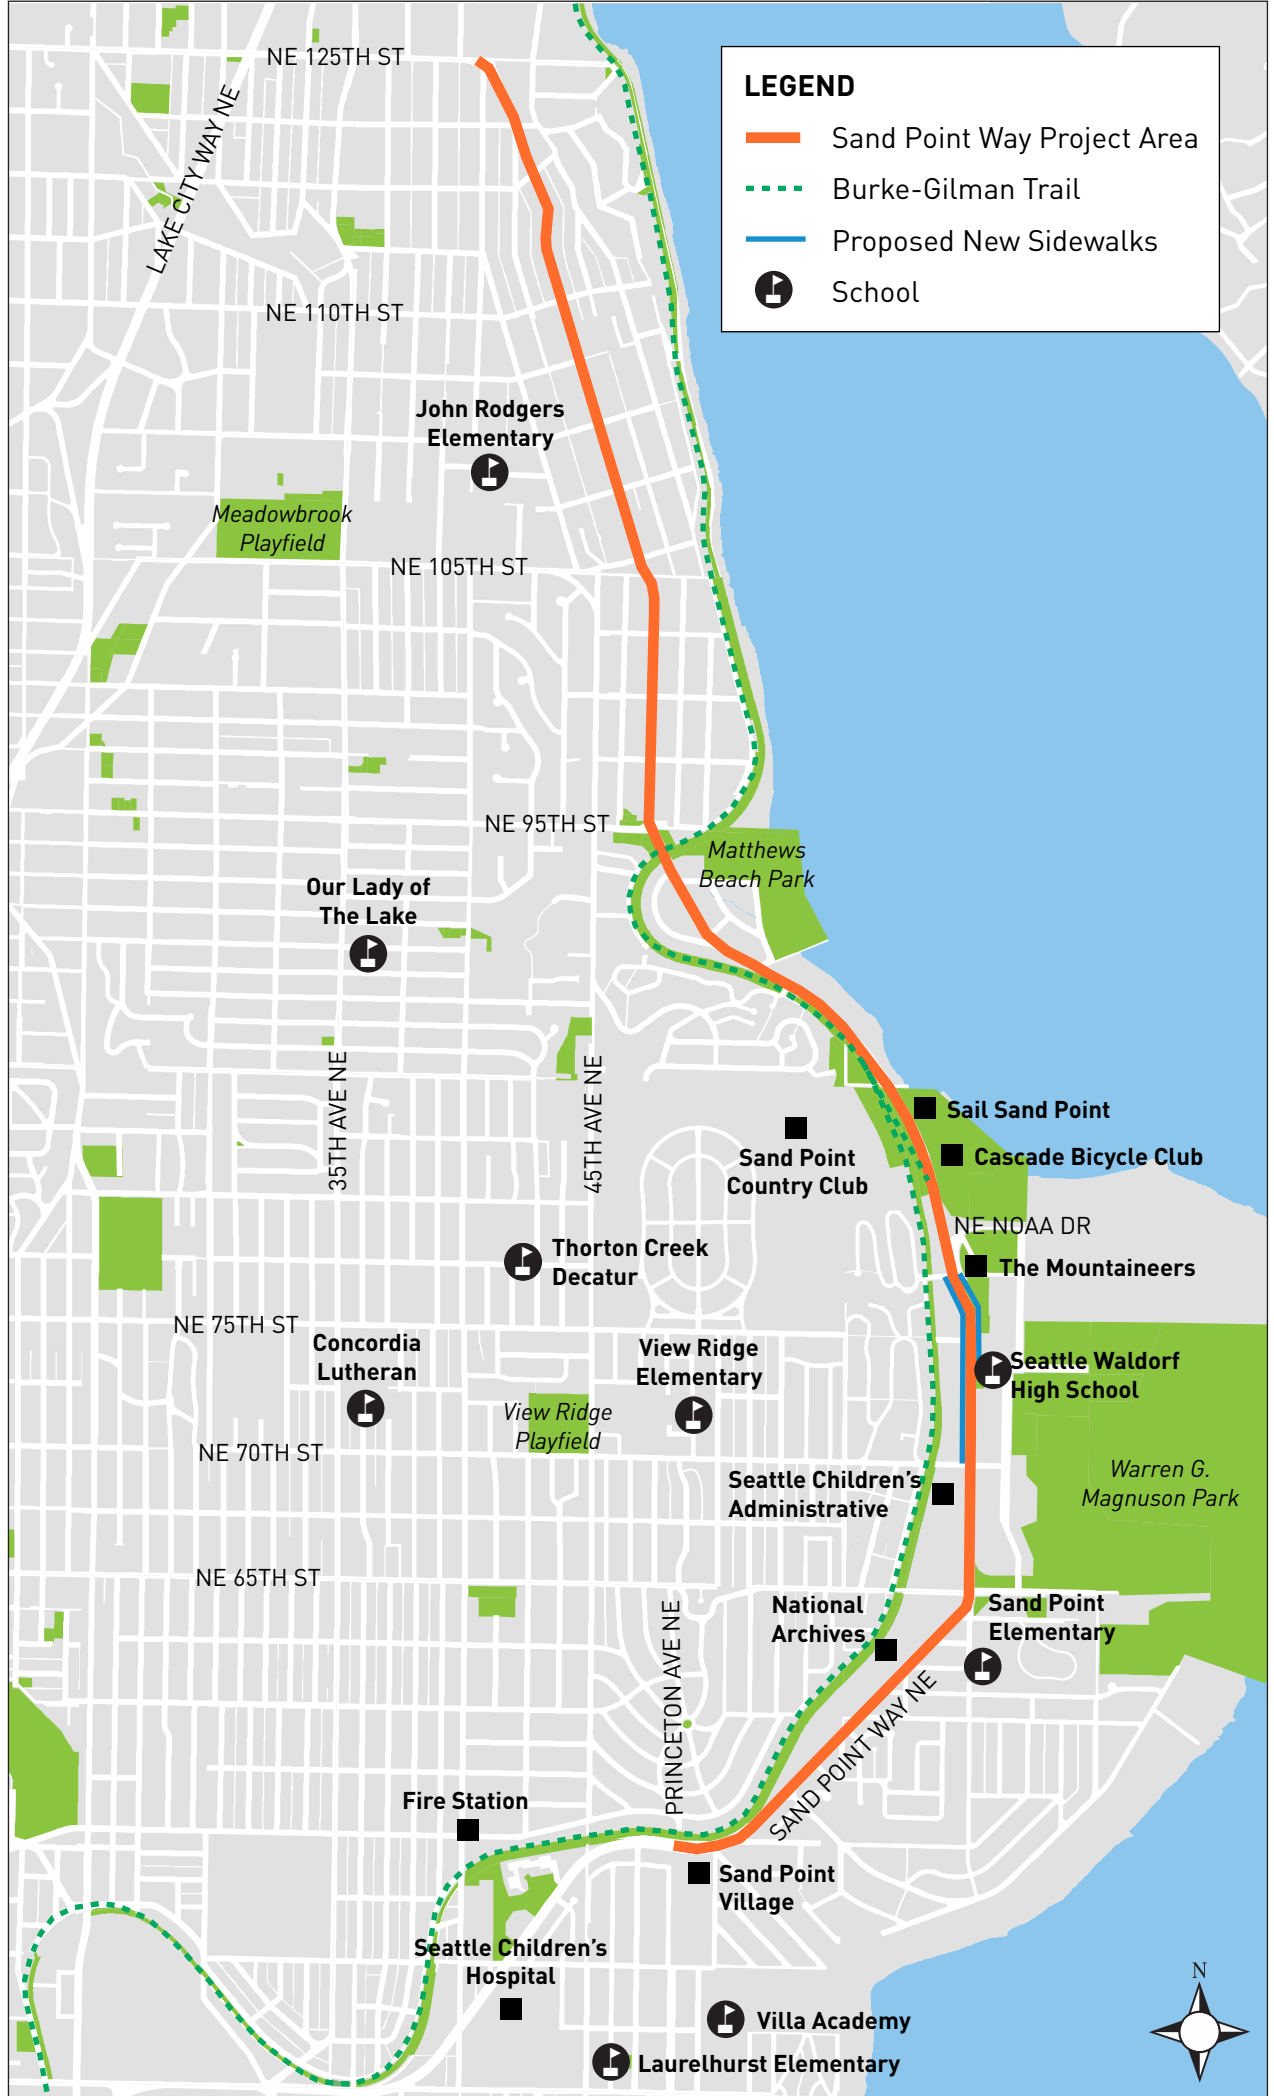 NE 125TH ST
LEGEND
Sand Point Way Project Area
Burke-Gilman Trail
Proposed New Sidewalks
School
LAKE CITY WAY NE
NE 110TH ST
John Rodgers
Elementary
Meadowbrook
Playfield
NE 105TH ST
NE 95TH ST
Matthews
Beach Park
Our Lady of
The Lake
35TH AVE NE
45TH AVE NE
Sail Sand Point
Sand Point
Country Club
Cascade Bicycle Club
NE NOAA DR
Thorton Creek
Decatur
The Mountaineers
NE 75TH ST
Concordia
Lutheran
View Ridge
Elementary
Seattle Waldorf
High School
View Ridge
Playfield
NE 70TH ST
Warren G.
Magnuson Park
Seattle Children's
Administrative
NE 65TH ST
National
Archives
Sand Point
Elementary
PRINCETON AVE NE
SAND POINT WAY NE
Fire Station
Sand Point
Village
Seattle Children's
Hospital
N
Villa Academy
Laurelhurst Elementary